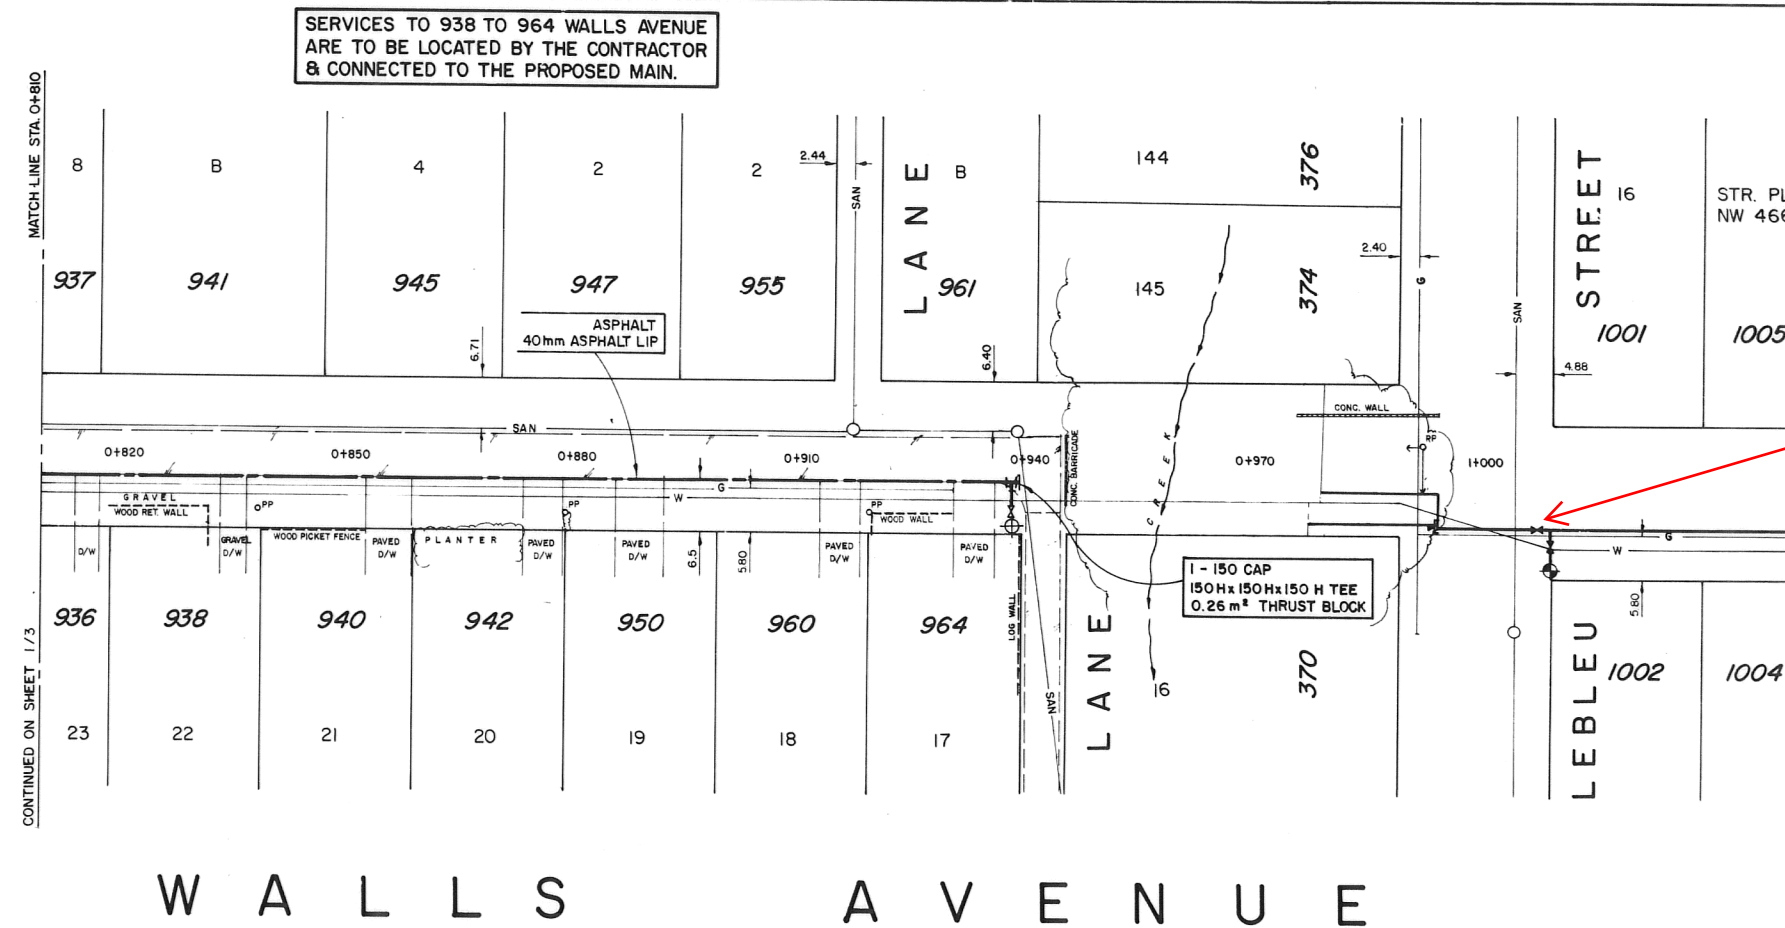 SERVICES TO 938 TO 964 WALLS AVENUE
ARE TO BE LOCATED BY THE CONTRACTOR
& CONNECTED TO THE PROPOSED MAIN.
MATCH LINE STA. 0+810
8
B
4
2
2
2.44
SAN
LANE
B
144
376
STREET
16
STR. PL
NW 466
937
941
945
947
955
961
145
374
2.40
G
SAN
1001
1005
ASPHALT
40mm ASPHALT LIP
6.71
6.40
4.88
CONC. WALL
SAN
RP
0+820
0+850
0+880
0+910
0+940
CONC. BARRICADE
CREEK
0+970
1+000
G
W
GRAVEL
WOOD RET. WALL
PP
PP
PP
WOOD WALL
G
W
D/W
GRAVEL
D/W
WOOD PICKET FENCE
PAVED
D/W
PLANTER
PAVED
D/W
PAVED
D/W
6.5
5.80
PAVED
D/W
PAVED
D/W
1 - 150 CAP
150 H x 150 H x 150 H TEE
0.26 m² THRUST BLOCK
5.80
936
938
940
942
950
960
964
LOG WALL
LANE
370
LEBLEU
1002
1004
16
SAN
23
22
21
20
19
18
17
CONTINUED ON SHEET 1/3
WALLS AVENUE